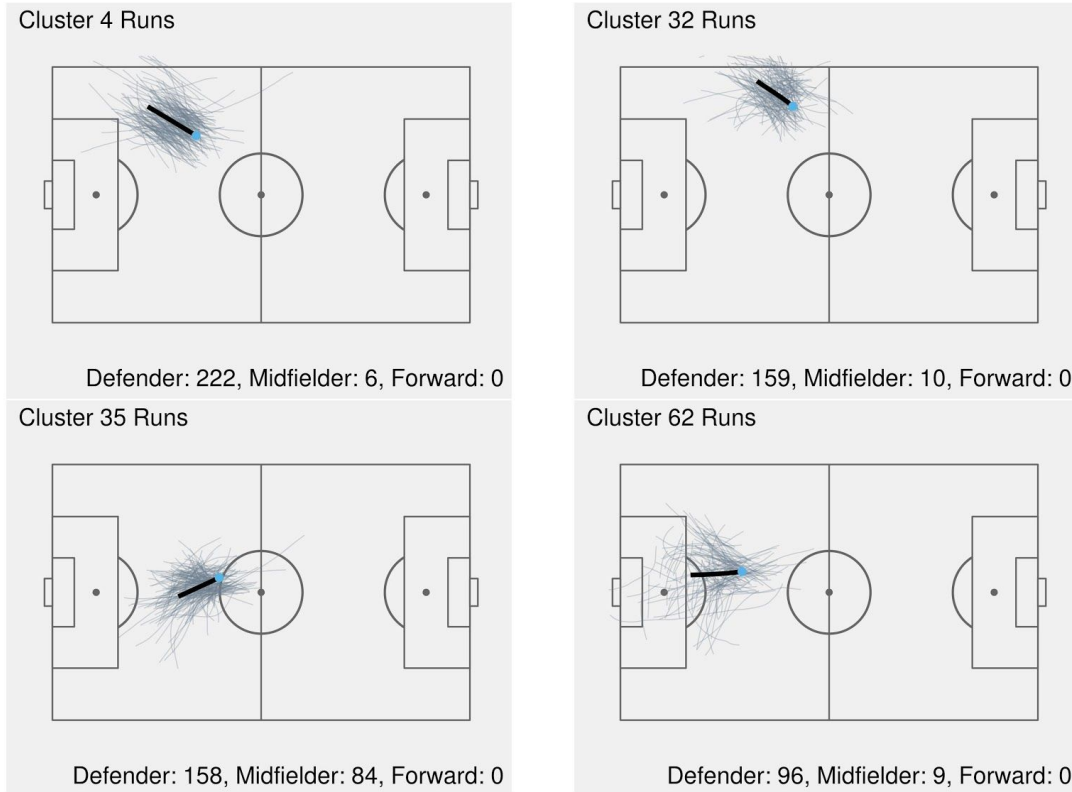 Cluster 4 Runs
Defender: 222, Midfielder: 6, Forward: 0
Cluster 32 Runs
Defender: 159, Midfielder: 10, Forward: 0
Cluster 35 Runs
Defender: 158, Midfielder: 84, Forward: 0
Cluster 62 Runs
Defender: 96, Midfielder: 9, Forward: 0